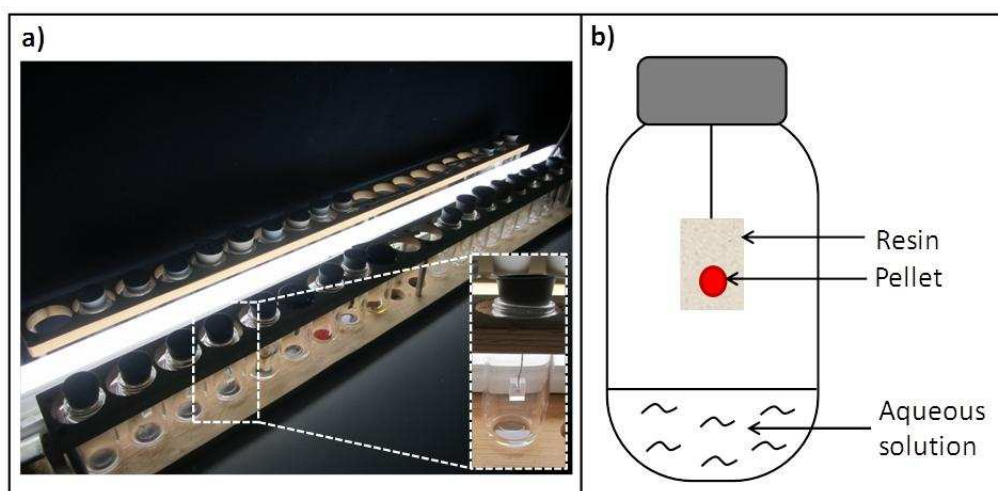 a)
b)
Resin
Pellet
Aqueous
solution